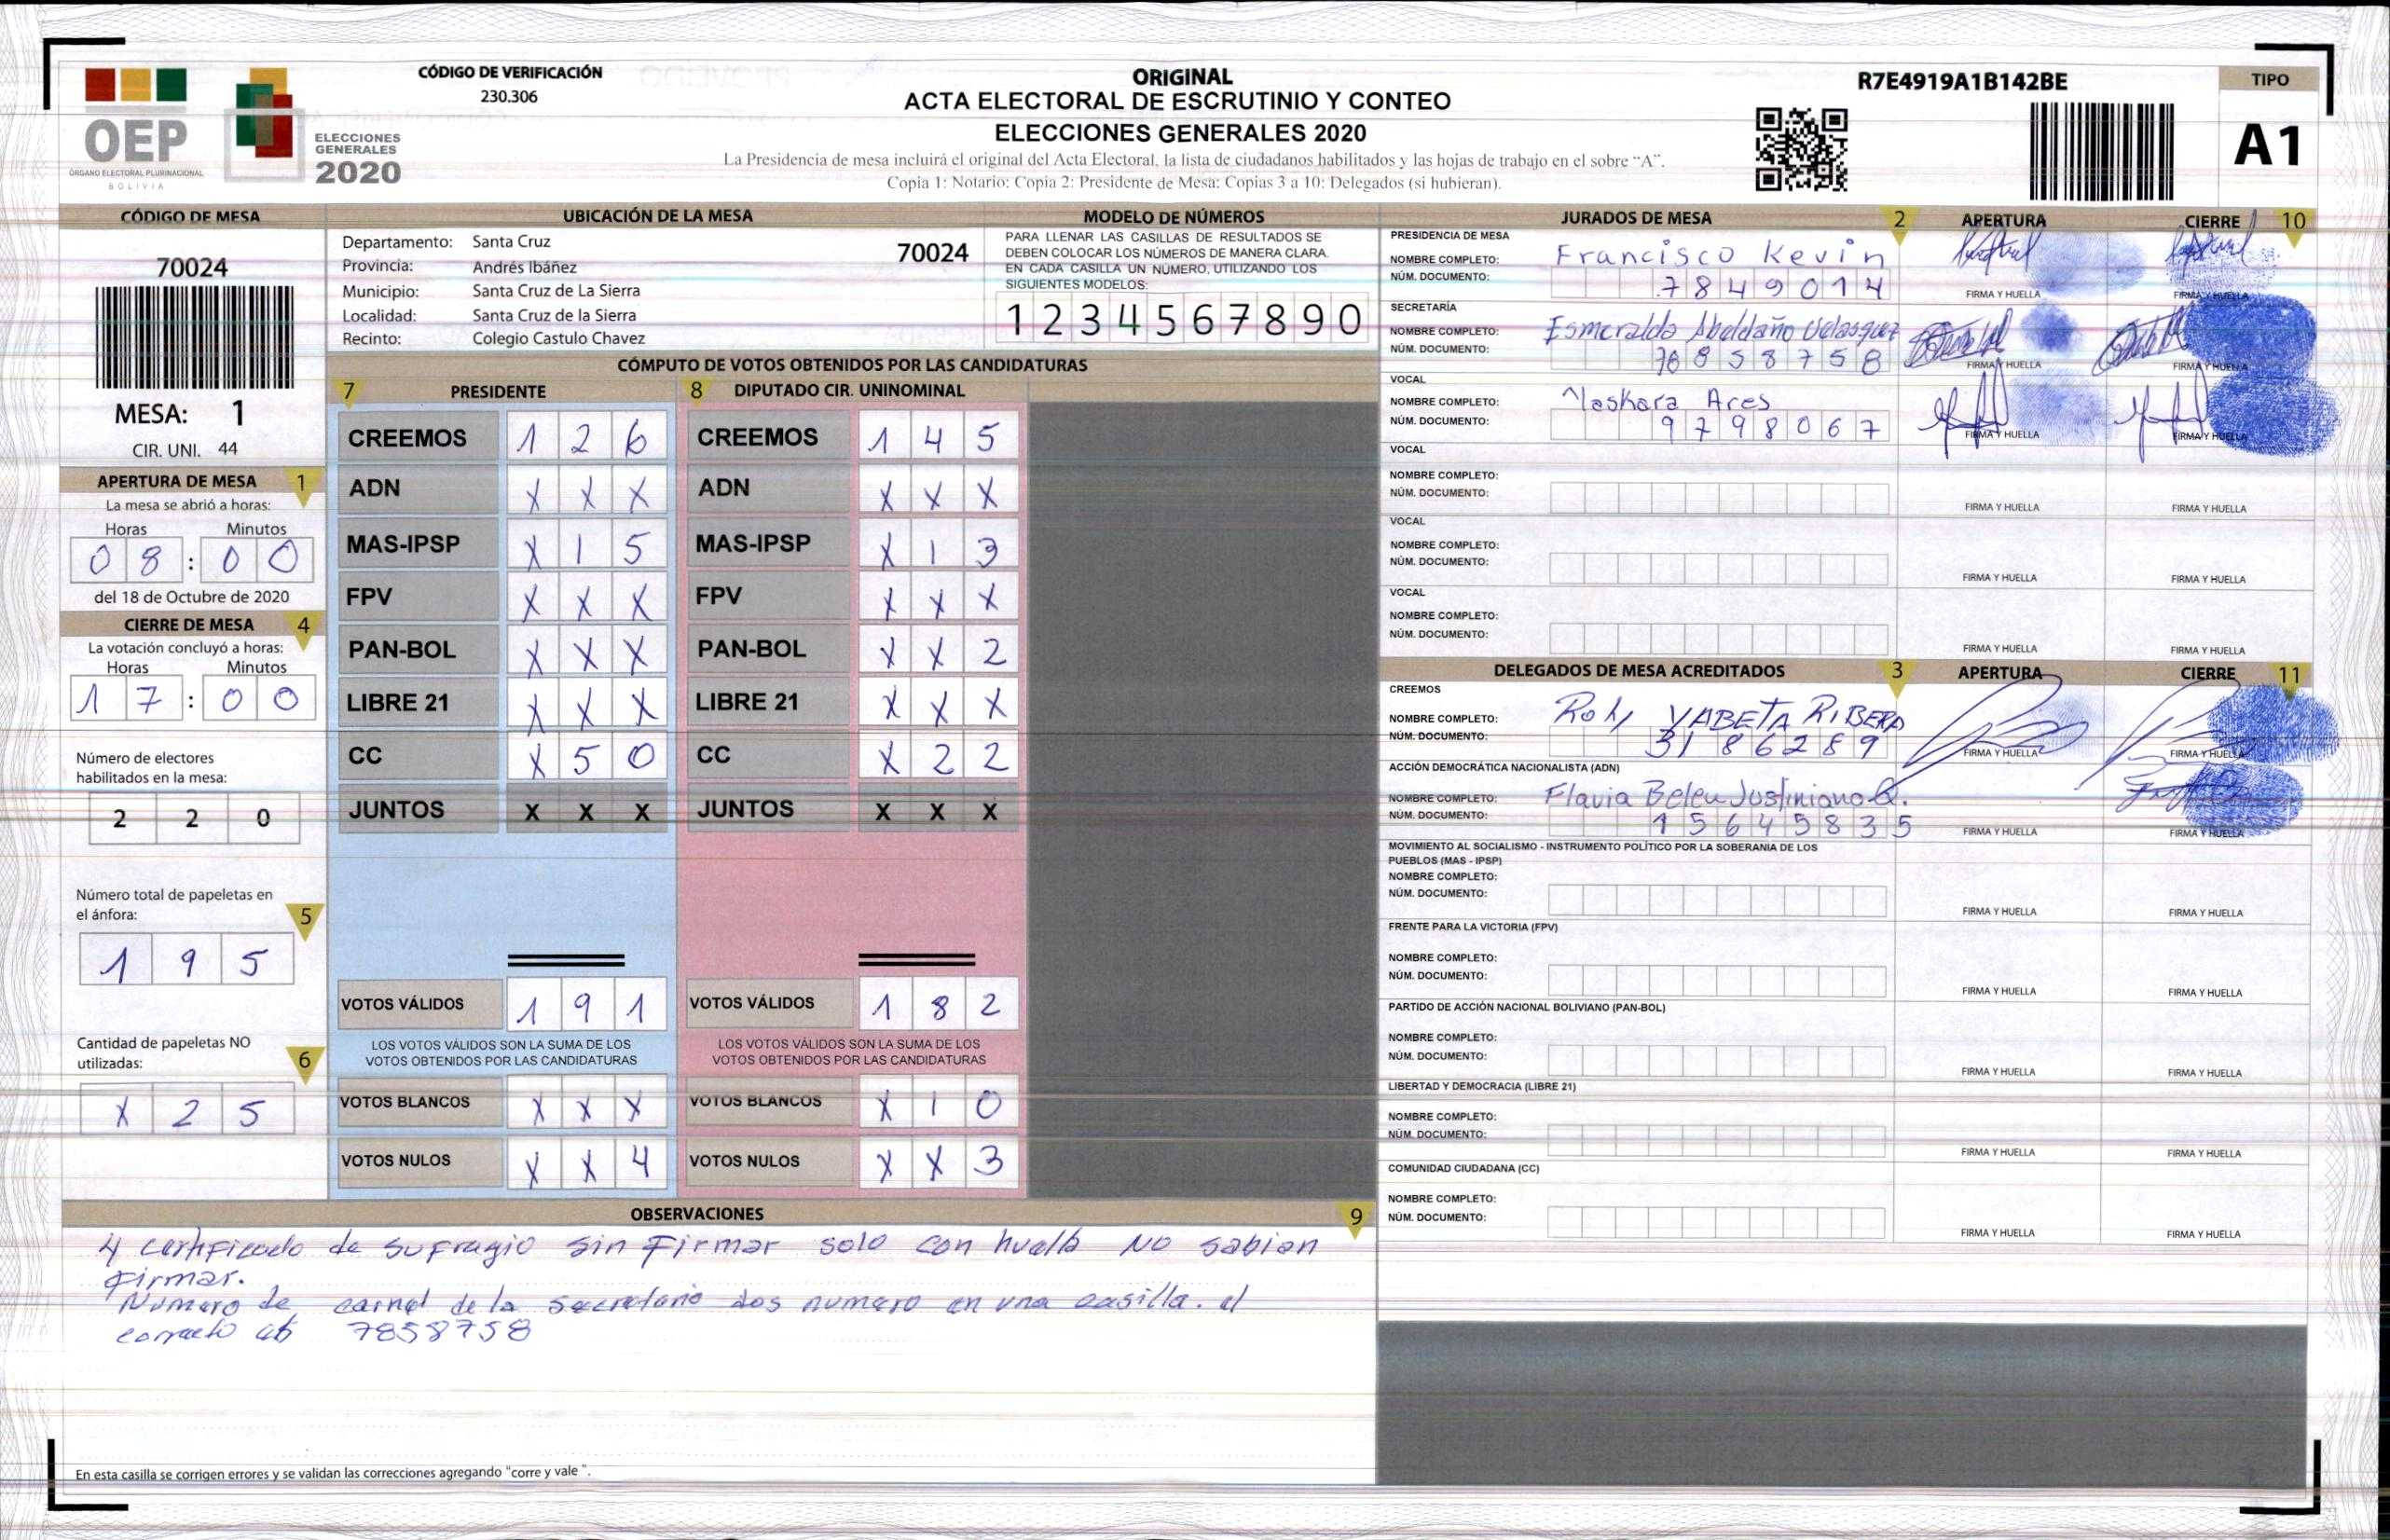 CÓDIGO DE VERIFICACIÓN
230.306
OEP
ÓRGANO ELECTORAL PLURINACIONAL
BOLIVIA
ELECCIONES
GENERALES
2020
ORIGINAL
ACTA ELECTORAL DE ESCRUTINIO Y CONTEO
ELECCIONES GENERALES 2020
La Presidencia de mesa incluirá el original del Acta Electoral, la lista de ciudadanos habilitados y las hojas de trabajo en el sobre “A”.
Copia 1: Notario: Copia 2: Presidente de Mesa: Copias 3 a 10: Delegados (si hubieran).
R7E4919A1B142BE
TIPO
A1
CÓDIGO DE MESA
70024
MESA: 1
CIR. UNI. 44
APERTURA DE MESA 1
La mesa se abrió a horas:
Horas Minutos
0 8 : 0 0
del 18 de Octubre de 2020
CIERRE DE MESA 4
La votación concluyó a horas:
Horas Minutos
1 7 : 0 0
Número de electores
habilitados en la mesa:
2 2 0
Número total de papeletas en
el ánfora: 5
1 9 5
Cantidad de papeletas NO
utilizadas: 6
X 2 5
UBICACIÓN DE LA MESA
Departamento: Santa Cruz 70024
Provincia: Andrés Ibáñez
Municipio: Santa Cruz de La Sierra
Localidad: Santa Cruz de la Sierra
Recinto: Colegio Castulo Chavez
MODELO DE NÚMEROS
PARA LLENAR LAS CASILLAS DE RESULTADOS SE
DEBEN COLOCAR LOS NÚMEROS DE MANERA CLARA.
EN CADA CASILLA UN NÚMERO, UTILIZANDO LOS
SIGUIENTES MODELOS:
1 2 3 4 5 6 7 8 9 0
CÓMPUTO DE VOTOS OBTENIDOS POR LAS CANDIDATURAS
7 PRESIDENTE 8 DIPUTADO CIR. UNINOMINAL
CREEMOS 1 2 6 CREEMOS 1 4 5
ADN X X X ADN X X X
MAS-IPSP X 1 5 MAS-IPSP X 1 3
FPV X X X FPV X X X
PAN-BOL X X X PAN-BOL X X 2
LIBRE 21 X X X LIBRE 21 X X X
CC X 5 0 CC X 2 2
JUNTOS X X X JUNTOS X X X
VOTOS VÁLIDOS 1 9 1 VOTOS VÁLIDOS 1 8 2
LOS VOTOS VÁLIDOS SON LA SUMA DE LOS LOS VOTOS VÁLIDOS SON LA SUMA DE LOS
VOTOS OBTENIDOS POR LAS CANDIDATURAS VOTOS OBTENIDOS POR LAS CANDIDATURAS
VOTOS BLANCOS X X X VOTOS BLANCOS X 1 0
VOTOS NULOS X X 4 VOTOS NULOS X X 3
OBSERVACIONES 9
4 certificado de sufragio sin firmar solo con huella no sabian
firmar.
Numero de carnet de la secretaria dos numero en una casilla. el
correcto es 7858758
En esta casilla se corrigen errores y se validan las correcciones agregando "corre y vale ".
JURADOS DE MESA 2 APERTURA CIERRE 10
PRESIDENCIA DE MESA
NOMBRE COMPLETO: Francisco Kevin
NÚM. DOCUMENTO: 7849014 FIRMA Y HUELLA FIRMA Y HUELLA
SECRETARÍA
NOMBRE COMPLETO: Esmeralda Abeldaño Velasquez
NÚM. DOCUMENTO: 78858758 FIRMA Y HUELLA FIRMA Y HUELLA
VOCAL
NOMBRE COMPLETO: Naskara Ares
NÚM. DOCUMENTO: 9798067 FIRMA Y HUELLA FIRMA Y HUELLA
VOCAL
NOMBRE COMPLETO:
NÚM. DOCUMENTO: FIRMA Y HUELLA FIRMA Y HUELLA
VOCAL
NOMBRE COMPLETO:
NÚM. DOCUMENTO: FIRMA Y HUELLA FIRMA Y HUELLA
VOCAL
NOMBRE COMPLETO:
NÚM. DOCUMENTO: FIRMA Y HUELLA FIRMA Y HUELLA
DELEGADOS DE MESA ACREDITADOS 3 APERTURA CIERRE 11
CREEMOS
NOMBRE COMPLETO: YABETA RIBERA
NÚM. DOCUMENTO: 3186289 FIRMA Y HUELLA FIRMA Y HUELLA
ACCIÓN DEMOCRÁTICA NACIONALISTA (ADN)
NOMBRE COMPLETO: Flavia Belen Justiniano Q.
NÚM. DOCUMENTO: 15645835 FIRMA Y HUELLA FIRMA Y HUELLA
MOVIMIENTO AL SOCIALISMO - INSTRUMENTO POLÍTICO POR LA SOBERANIA DE LOS
PUEBLOS (MAS - IPSP)
NOMBRE COMPLETO:
NÚM. DOCUMENTO: FIRMA Y HUELLA FIRMA Y HUELLA
FRENTE PARA LA VICTORIA (FPV)
NOMBRE COMPLETO:
NÚM. DOCUMENTO: FIRMA Y HUELLA FIRMA Y HUELLA
PARTIDO DE ACCIÓN NACIONAL BOLIVIANO (PAN-BOL)
NOMBRE COMPLETO:
NÚM. DOCUMENTO: FIRMA Y HUELLA FIRMA Y HUELLA
LIBERTAD Y DEMOCRACIA (LIBRE 21)
NOMBRE COMPLETO:
NÚM. DOCUMENTO: FIRMA Y HUELLA FIRMA Y HUELLA
COMUNIDAD CIUDADANA (CC)
NOMBRE COMPLETO:
NÚM. DOCUMENTO: FIRMA Y HUELLA FIRMA Y HUELLA